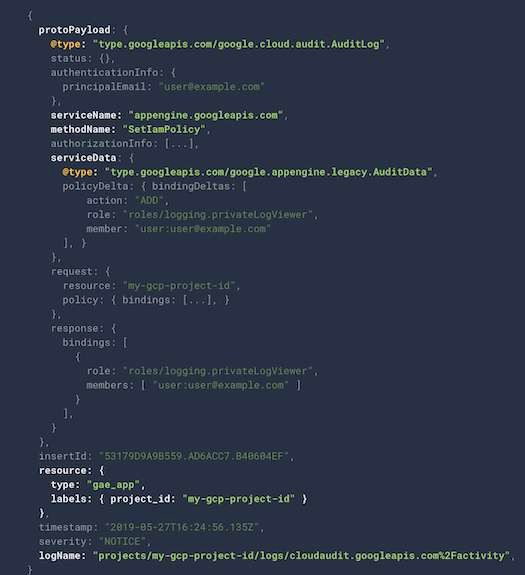 {
protoPayload: {
@type: "type.googleapis.com/google.cloud.audit.AuditLog",
status: {},
authenticationInfo: {
principalEmail: "user@example.com"
},
serviceName: "appengine.googleapis.com",
methodName: "SetIamPolicy",
authorizationInfo: [...],
serviceData: {
@type: "type.googleapis.com/google.appengine.legacy.AuditData",
policyDelta: { bindingDeltas: [
action: "ADD",
role: "roles/logging.privateLogViewer",
member: "user:user@example.com"
], }
},
request: {
resource: "my-gcp-project-id",
policy: { bindings: [...], }
},
response: {
bindings: [
{
role: "roles/logging.privateLogViewer",
members: [ "user:user@example.com" ]
}
],
}
},
insertId: "53179D9A9B559.AD6ACC7.B40604EF",
resource: {
type: "gae_app",
labels: { project_id: "my-gcp-project-id" }
},
timestamp: "2019-05-27T16:24:56.135Z",
severity: "NOTICE",
logName: "projects/my-gcp-project-id/logs/cloudaudit.googleapis.com%2Factivity",
}